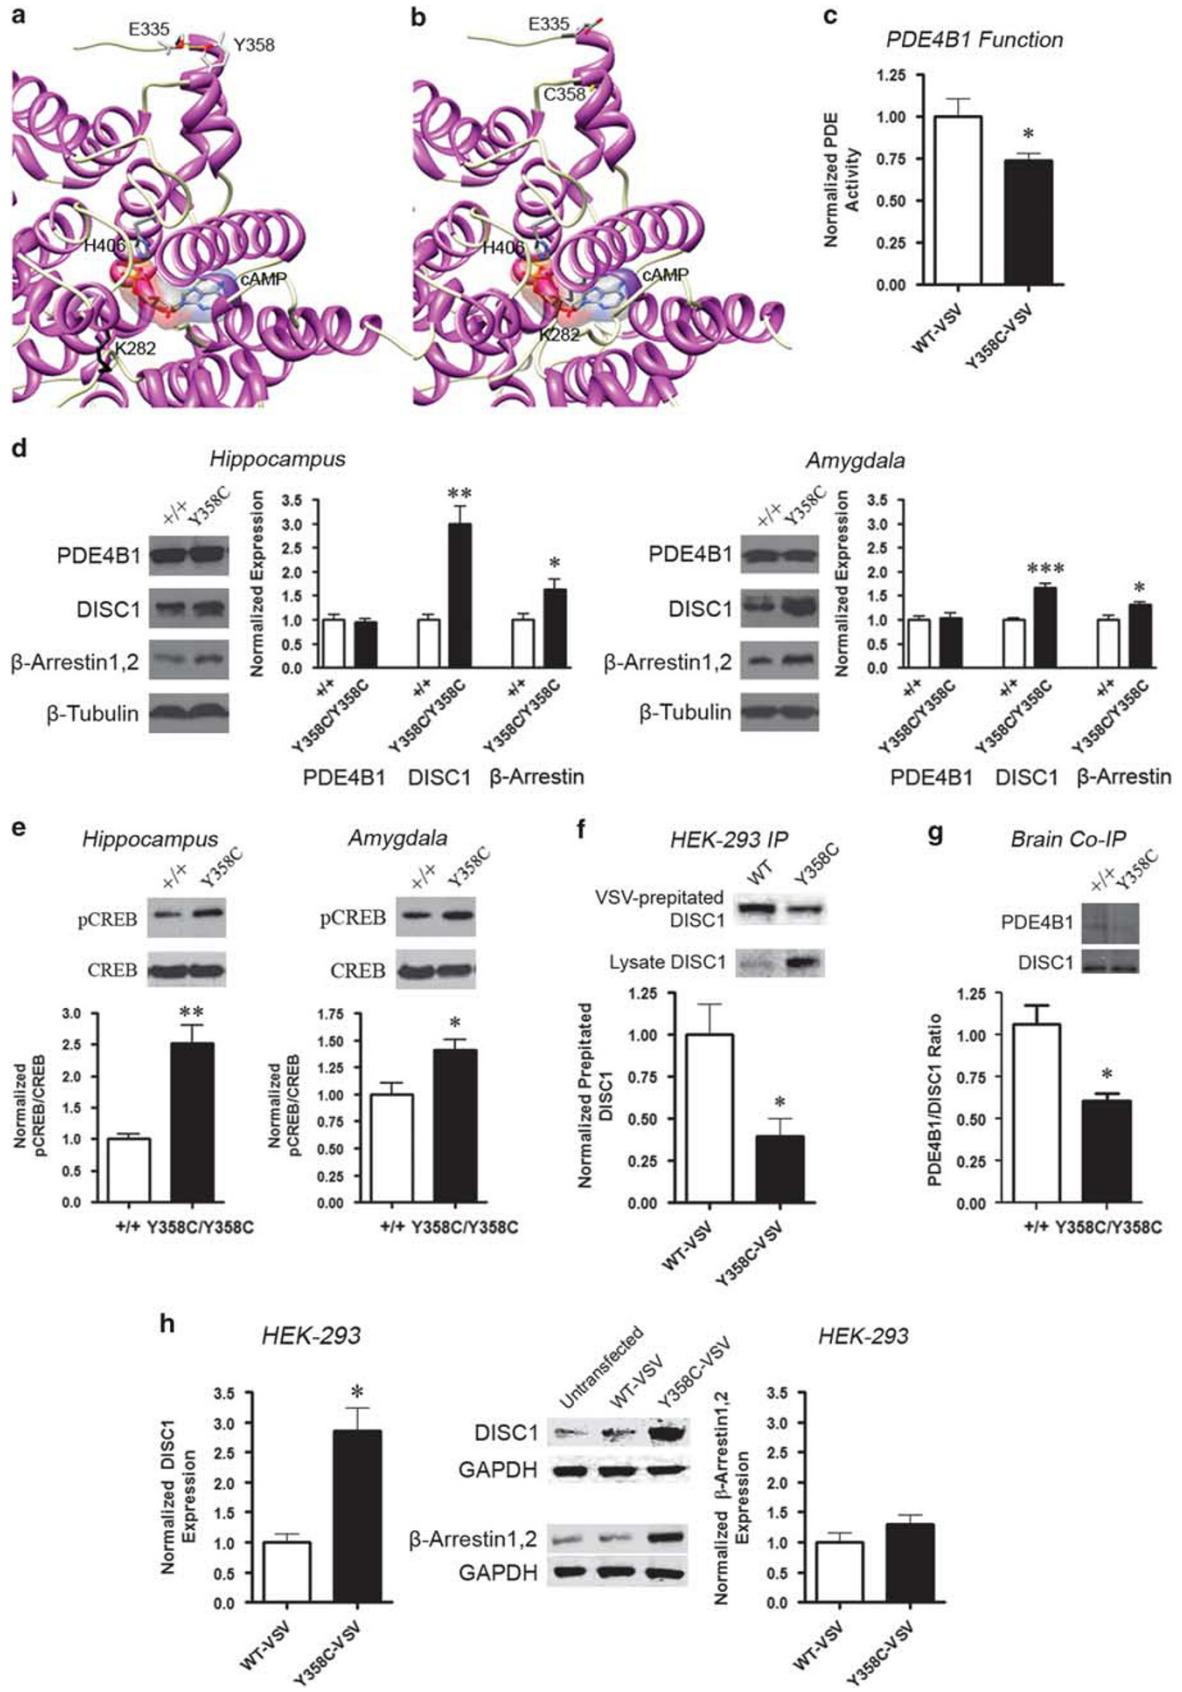 a
E335
Y358
H406
cAMP
K282
b
E335
C358
H406
cAMP
K282
c
PDE4B1 Function
Normalized PDE
Activity
1.25
1.00
0.75
0.50
0.25
0.00
*
WT-VSV
Y358C-VSV
d
Hippocampus
+/+
Y358C
PDE4B1
DISC1
β-Arrestin1,2
β-Tubulin
Normalized Expression
3.5
3.0
2.5
2.0
1.5
1.0
0.5
0.0
**
*
+/+
Y358C/Y358C
+/+
Y358C/Y358C
+/+
Y358C/Y358C
PDE4B1 DISC1 β-Arrestin
Amygdala
+/+
Y358C
PDE4B1
DISC1
β-Arrestin1,2
β-Tubulin
Normalized Expression
3.5
3.0
2.5
2.0
1.5
1.0
0.5
0.0
***
*
+/+
Y358C/Y358C
+/+
Y358C/Y358C
+/+
Y358C/Y358C
PDE4B1 DISC1 β-Arrestin
e
Hippocampus
+/+
Y358C
pCREB
CREB
Normalized
pCREB/CREB
3.0
2.5
2.0
1.5
1.0
0.5
0.0
**
+/+ Y358C/Y358C
Amygdala
+/+
Y358C
pCREB
CREB
Normalized
pCREB/CREB
1.75
1.50
1.25
1.00
0.75
0.50
0.25
0.00
*
+/+ Y358C/Y358C
f
HEK-293 IP
WT
Y358C
VSV-prepitated
DISC1
Lysate DISC1
Normalized Prepitated
DISC1
1.25
1.00
0.75
0.50
0.25
0.00
*
WT-VSV
Y358C-VSV
g
Brain Co-IP
+/+
Y358C
PDE4B1
DISC1
PDE4B1/DISC1 Ratio
1.25
1.00
0.75
0.50
0.25
0.00
*
+/+ Y358C/Y358C
h
HEK-293
Normalized DISC1
Expression
3.5
3.0
2.5
2.0
1.5
1.0
0.5
0.0
*
WT-VSV
Y358C-VSV
Untransfected
WT-VSV
Y358C-VSV
DISC1
GAPDH
β-Arrestin1,2
GAPDH
HEK-293
Normalized β-Arrestin1,2
Expression
3.5
3.0
2.5
2.0
1.5
1.0
0.5
0.0
WT-VSV
Y358C-VSV